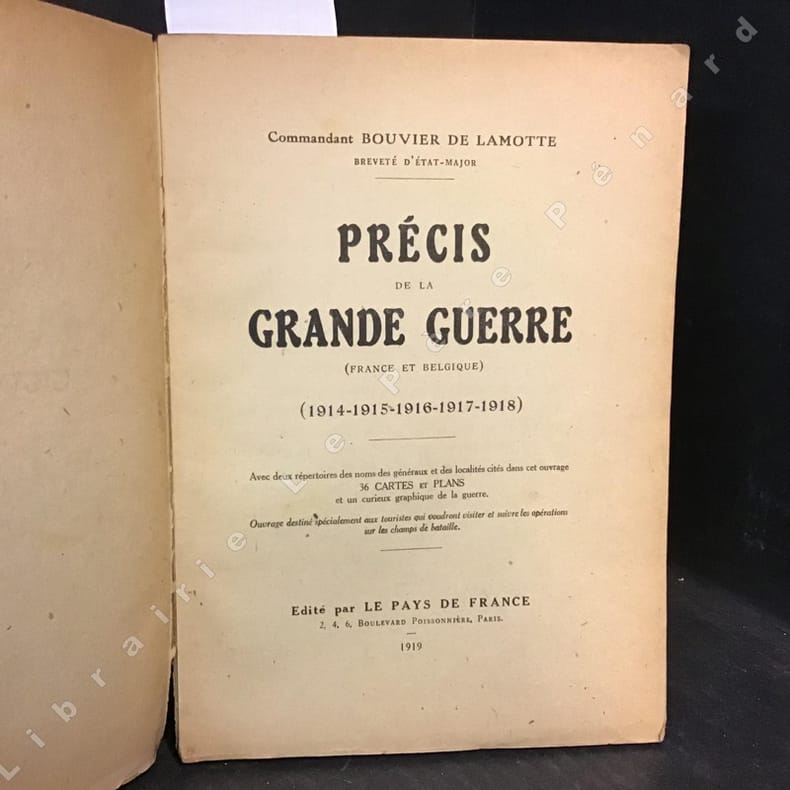 Commandant BOUVIER DE LAMOTTE
BREVETÉ D'ÉTAT-MAJOR
PRÉCIS
DE LA
GRANDE GUERRE
(FRANCE ET BELGIQUE)
(1914-1915-1916-1917-1918)
Avec deux répertoires des noms des généraux et des localités cités dans cet ouvrage
36 CARTES ET PLANS
et un curieux graphique de la guerre.
Ouvrage destiné spécialement aux touristes qui voudront visiter et suivre les opérations
sur les champs de bataille.
Edité par LE PAYS DE FRANCE
2, 4, 6, BOULEVARD POISSONNIÈRE, PARIS.
1919
Librairie Le Père Pénard